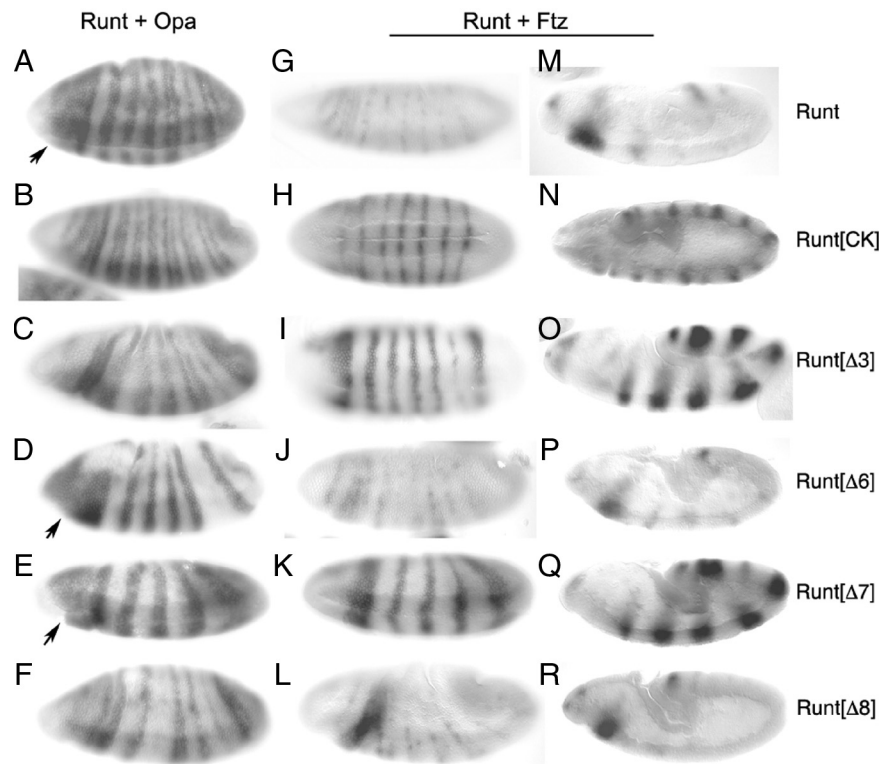 Runt + Opa
Runt + Ftz
A
G
M
Runt
B
H
N
Runt[CK]
C
I
O
Runt[Δ3]
D
J
P
Runt[Δ6]
E
K
Q
Runt[Δ7]
F
L
R
Runt[Δ8]